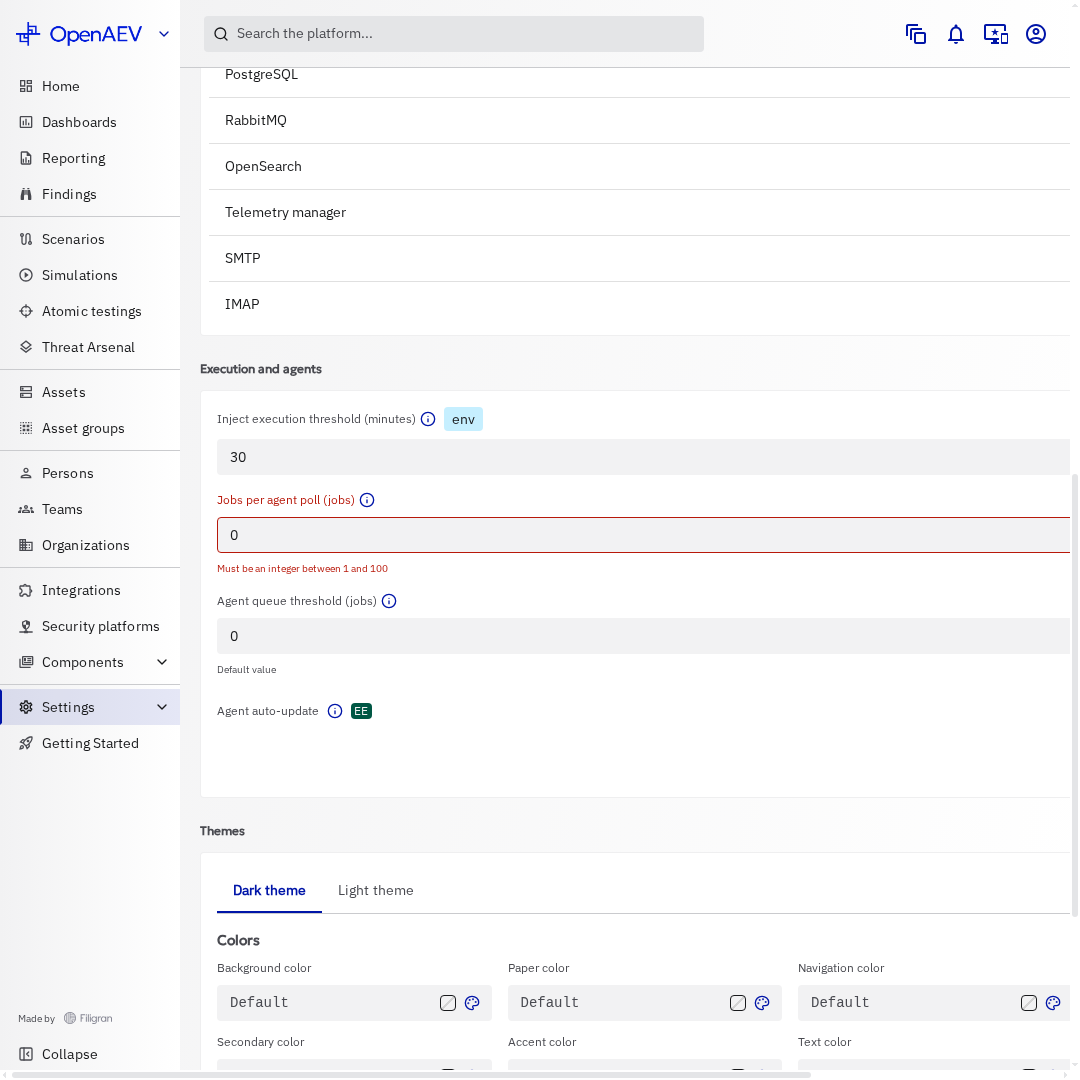 OpenAEV
Search the platform...
Home
Dashboards
Reporting
Findings
Scenarios
Simulations
Atomic testings
Threat Arsenal
Assets
Asset groups
Persons
Teams
Organizations
Integrations
Security platforms
Components
Settings
Getting Started
Made by Filigran
Collapse
PostgreSQL
RabbitMQ
OpenSearch
Telemetry manager
SMTP
IMAP
Execution and agents
Inject execution threshold (minutes) env
30
Jobs per agent poll (jobs)
0
Must be an integer between 1 and 100
Agent queue threshold (jobs)
0
Default value
Agent auto-update EE
Themes
Dark theme Light theme
Colors
Background color Paper color Navigation color
Default Default Default
Secondary color Accent color Text color